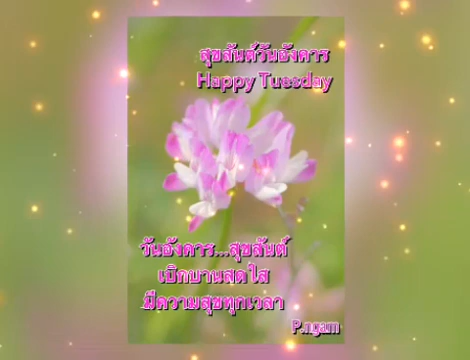 สุขสันต์วันอังคาร
Happy Tuesday
วันอังคาร...สุขสันต์
เบิกบานสดใส
มีความสุขทุกเวลา
P.ngam